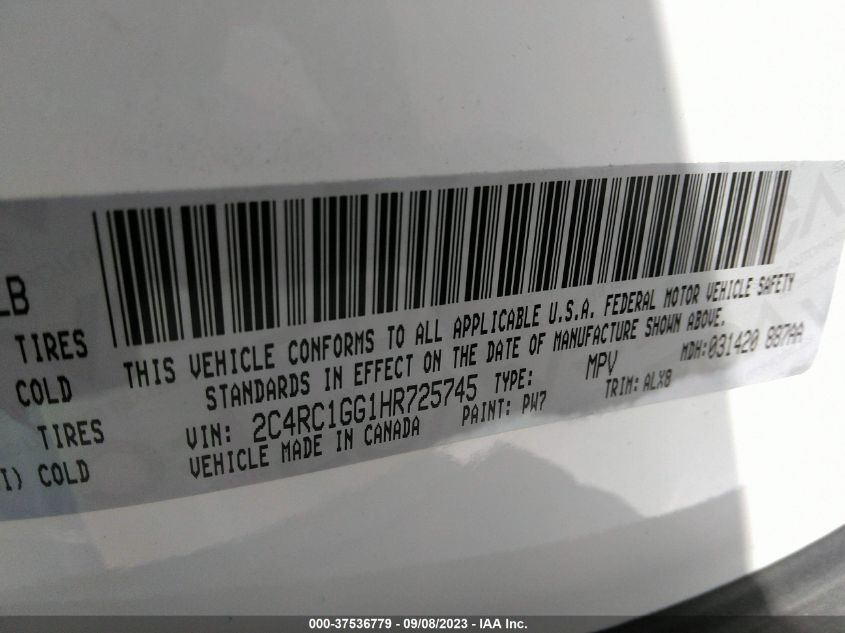 LB
TIRES
COLD
TIRES
I) COLD
THIS VEHICLE CONFORMS TO ALL APPLICABLE U.S.A. FEDERAL MOTOR VEHICLE SAFETY
STANDARDS IN EFFECT ON THE DATE OF MANUFACTURE SHOWN ABOVE.
VIN: 2C4RC1GG1HR725745 TYPE: MPV MDH:031420 887AA
VEHICLE MADE IN CANADA PAINT: PW7 TRIM: ALX8
000-37536779 - 09/08/2023 - IAA Inc.